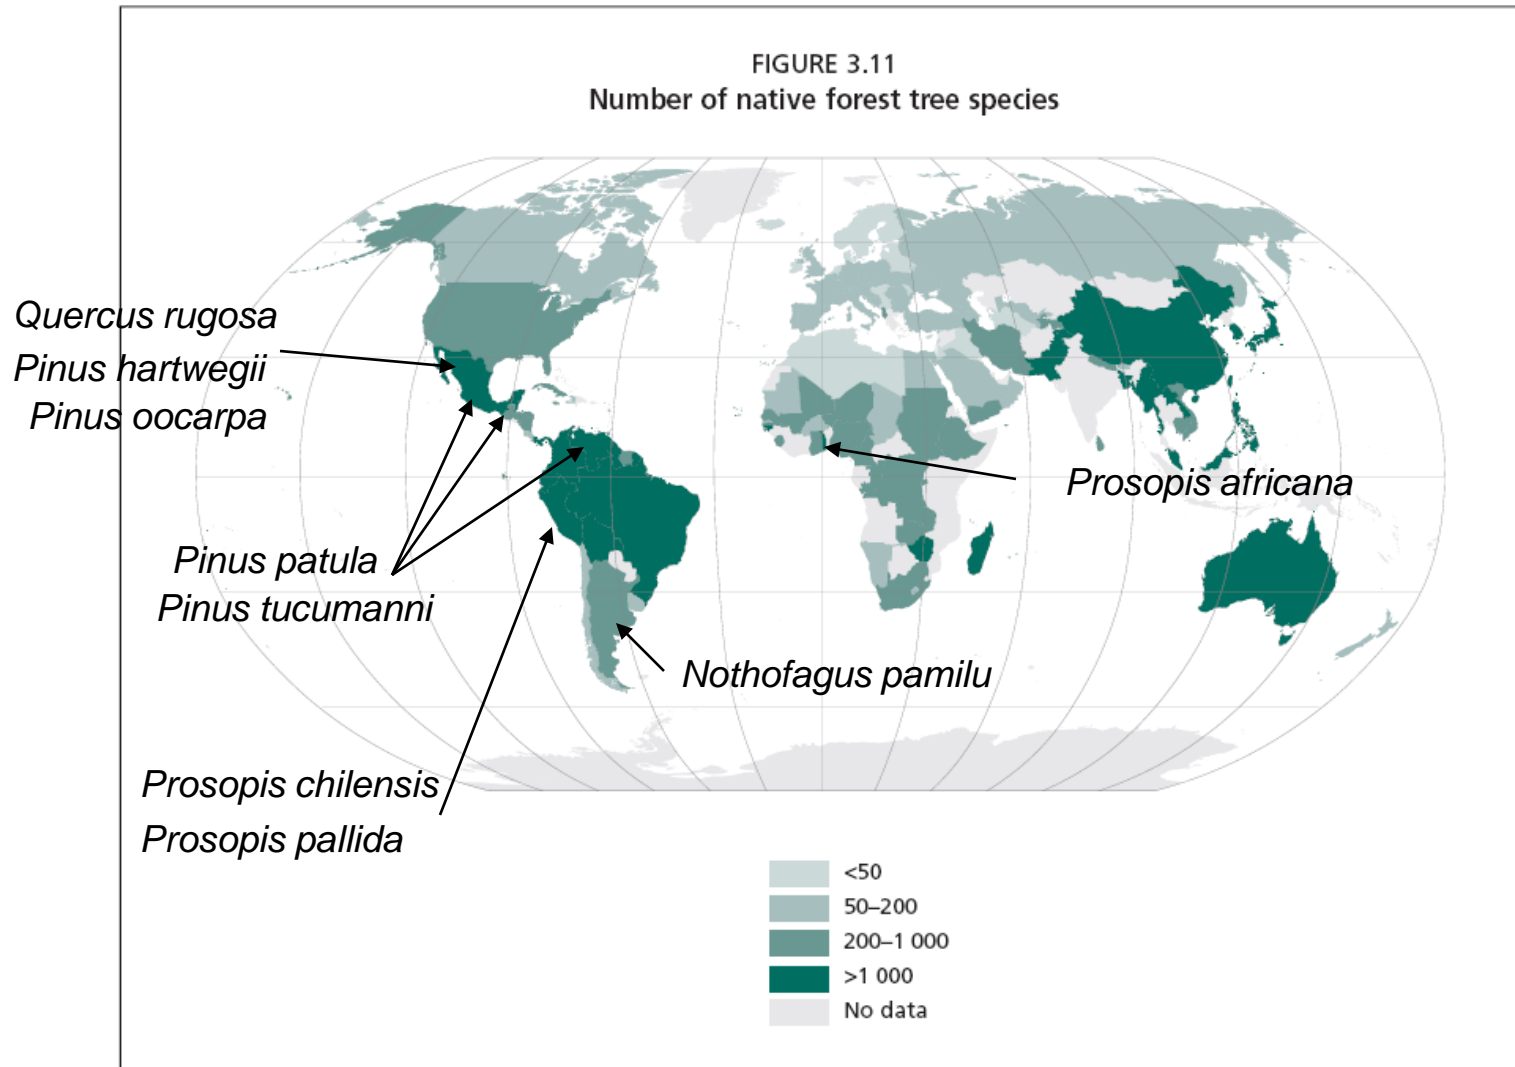 FIGURE 3.11
Number of native forest tree species
Quercus rugosa
Pinus hartwegii
Pinus oocarpa
Prosopis africana
Pinus patula
Pinus tucumanni
Nothofagus pamilu
Prosopis chilensis
Prosopis pallida
<50
50–200
200–1 000
>1 000
No data